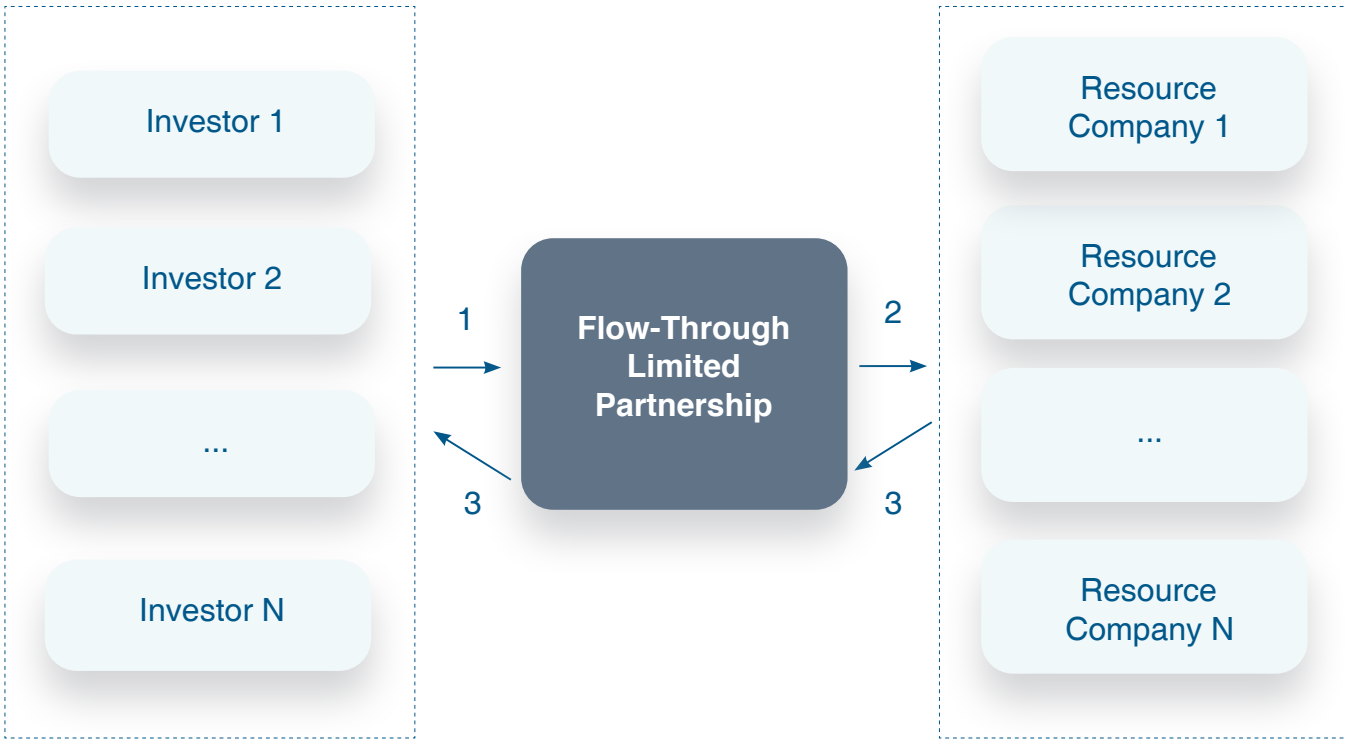 Investor 1
Investor 2
...
Investor N
1
3
Flow-Through
Limited
Partnership
2
3
Resource
Company 1
Resource
Company 2
...
Resource
Company N